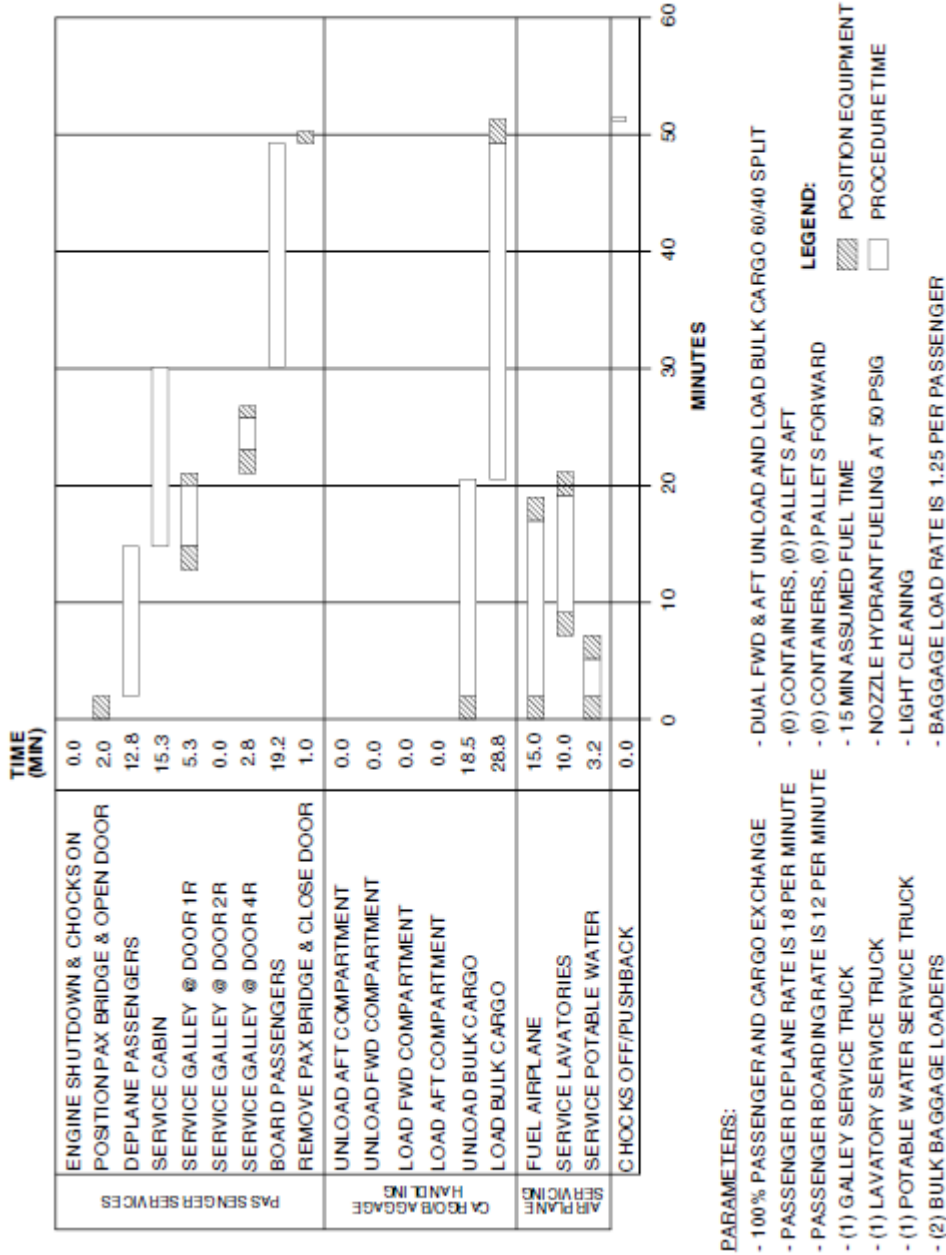 TIME
(MIN)
PASSENGER SERVICES
ENGINE SHUTDOWN & CHOCKS ON 0.0
POSITION PAX BRIDGE & OPEN DOOR 2.0
DEPLANE PASSENGERS 12.8
SERVICE CABIN 15.3
SERVICE GALLEY @ DOOR 1R 5.3
SERVICE GALLEY @ DOOR 2R 0.0
SERVICE GALLEY @ DOOR 4R 2.8
BOARD PASSENGERS 19.2
REMOVE PAX BRIDGE & CLOSE DOOR 1.0
CARGO/BAGGAGE
HANDLING
UNLOAD AFT COMPARTMENT 0.0
UNLOAD FWD COMPARTMENT 0.0
LOAD FWD COMPARTMENT 0.0
LOAD AFT COMPARTMENT 0.0
UNLOAD BULK CARGO 18.5
LOAD BULK CARGO 28.8
AIRPLANE
SERVICING
FUEL AIRPLANE 15.0
SERVICE LAVATORIES 10.0
SERVICE POTABLE WATER 3.2
CHOCKS OFF/PUSHBACK 0.0
0 10 20 30 40 50 60
MINUTES
PARAMETERS:
- 100% PASSENGER AND CARGO EXCHANGE
- PASSENGER DEPLANE RATE IS 18 PER MINUTE
- PASSENGER BOARDING RATE IS 12 PER MINUTE
- (1) GALLEY SERVICE TRUCK
- (1) LAVATORY SERVICE TRUCK
- (1) POTABLE WATER SERVICE TRUCK
- (2) BULK BAGGAGE LOADERS
- DUAL FWD & AFT UNLOAD AND LOAD BULK CARGO 60/40 SPLIT
- (0) CONTAINERS, (0) PALLETS AFT
- (0) CONTAINERS, (0) PALLETS FORWARD
- 15 MIN ASSUMED FUEL TIME
- NOZZLE HYDRANT FUELING AT 50 PSIG
- LIGHT CLEANING
- BAGGAGE LOAD RATE IS 1.25 PER PASSENGER
LEGEND:
POSITION EQUIPMENT
PROCEDURE TIME